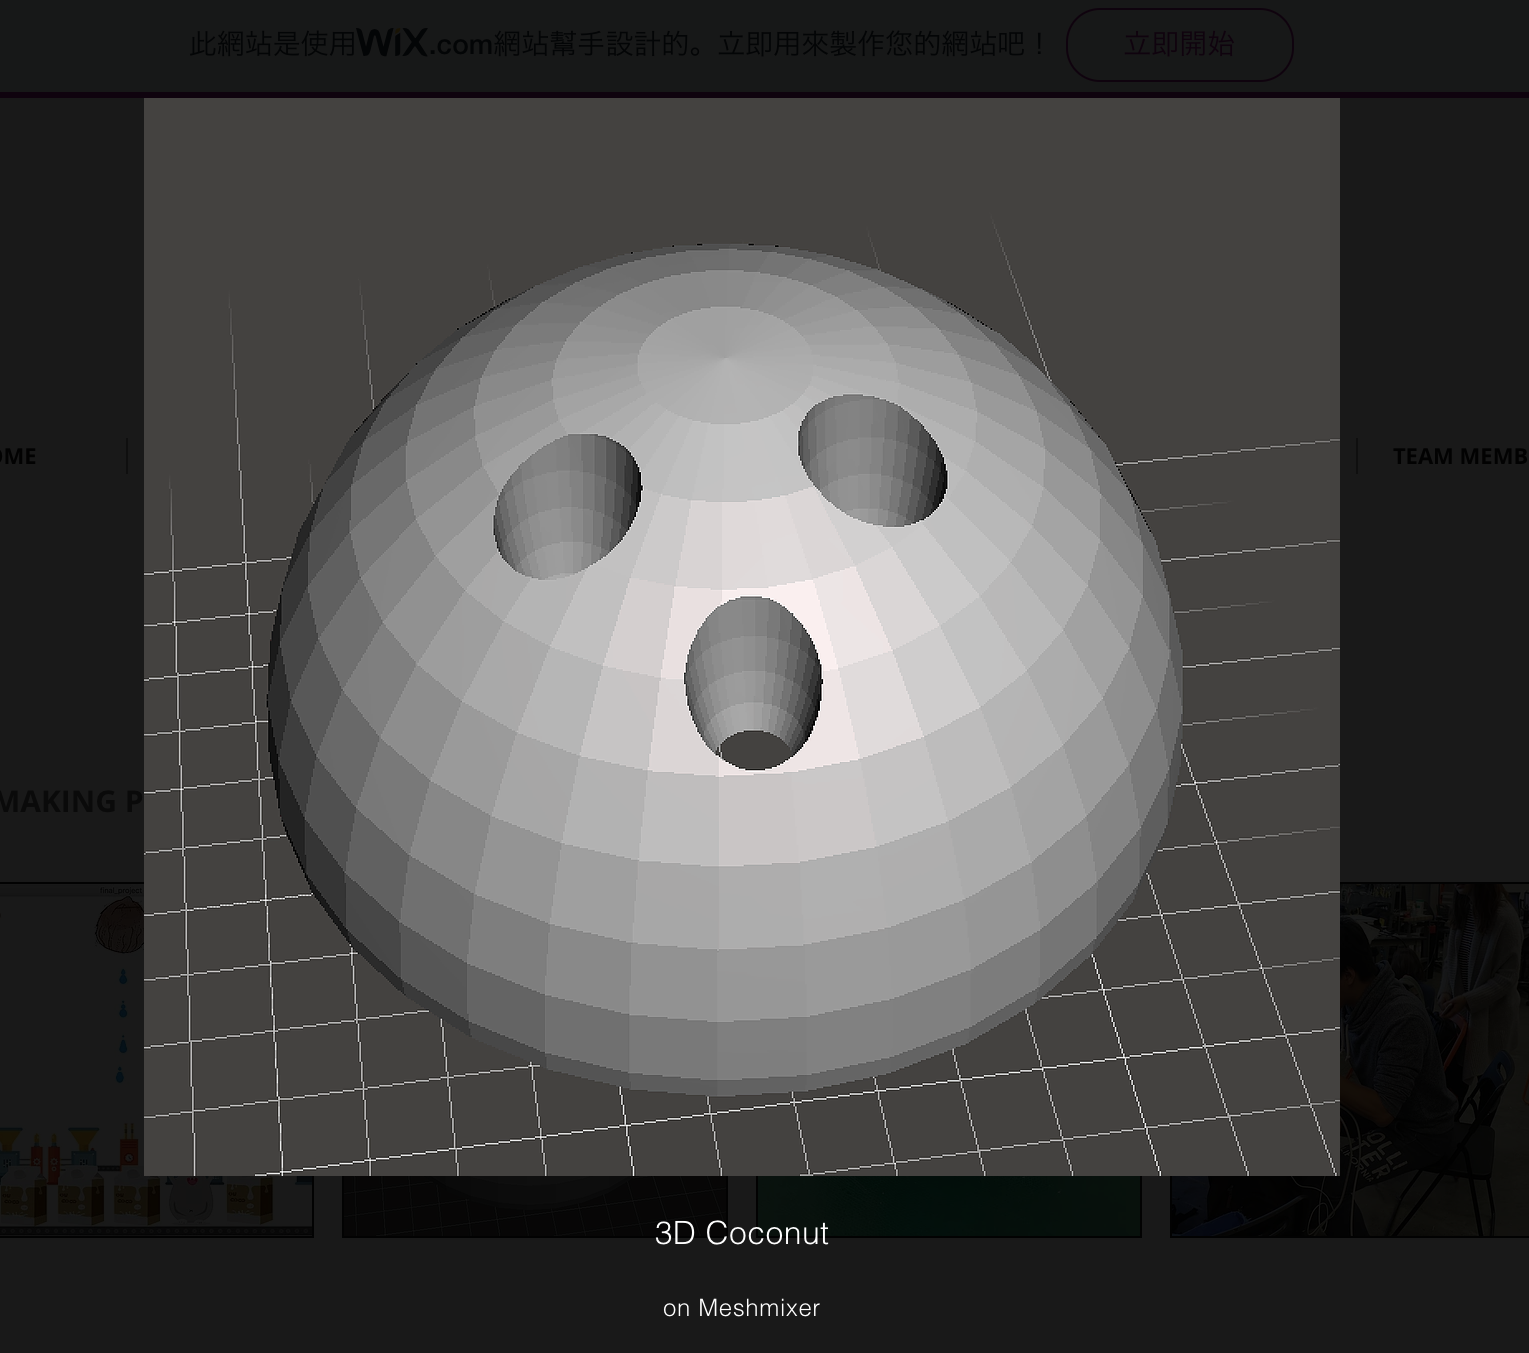 此網站是使用WiX.com網站幫手設計的。立即用來製作您的網站吧！
立即開始
OME
TEAM MEMB
MAKING P
final_project
3D Coconut
on Meshmixer